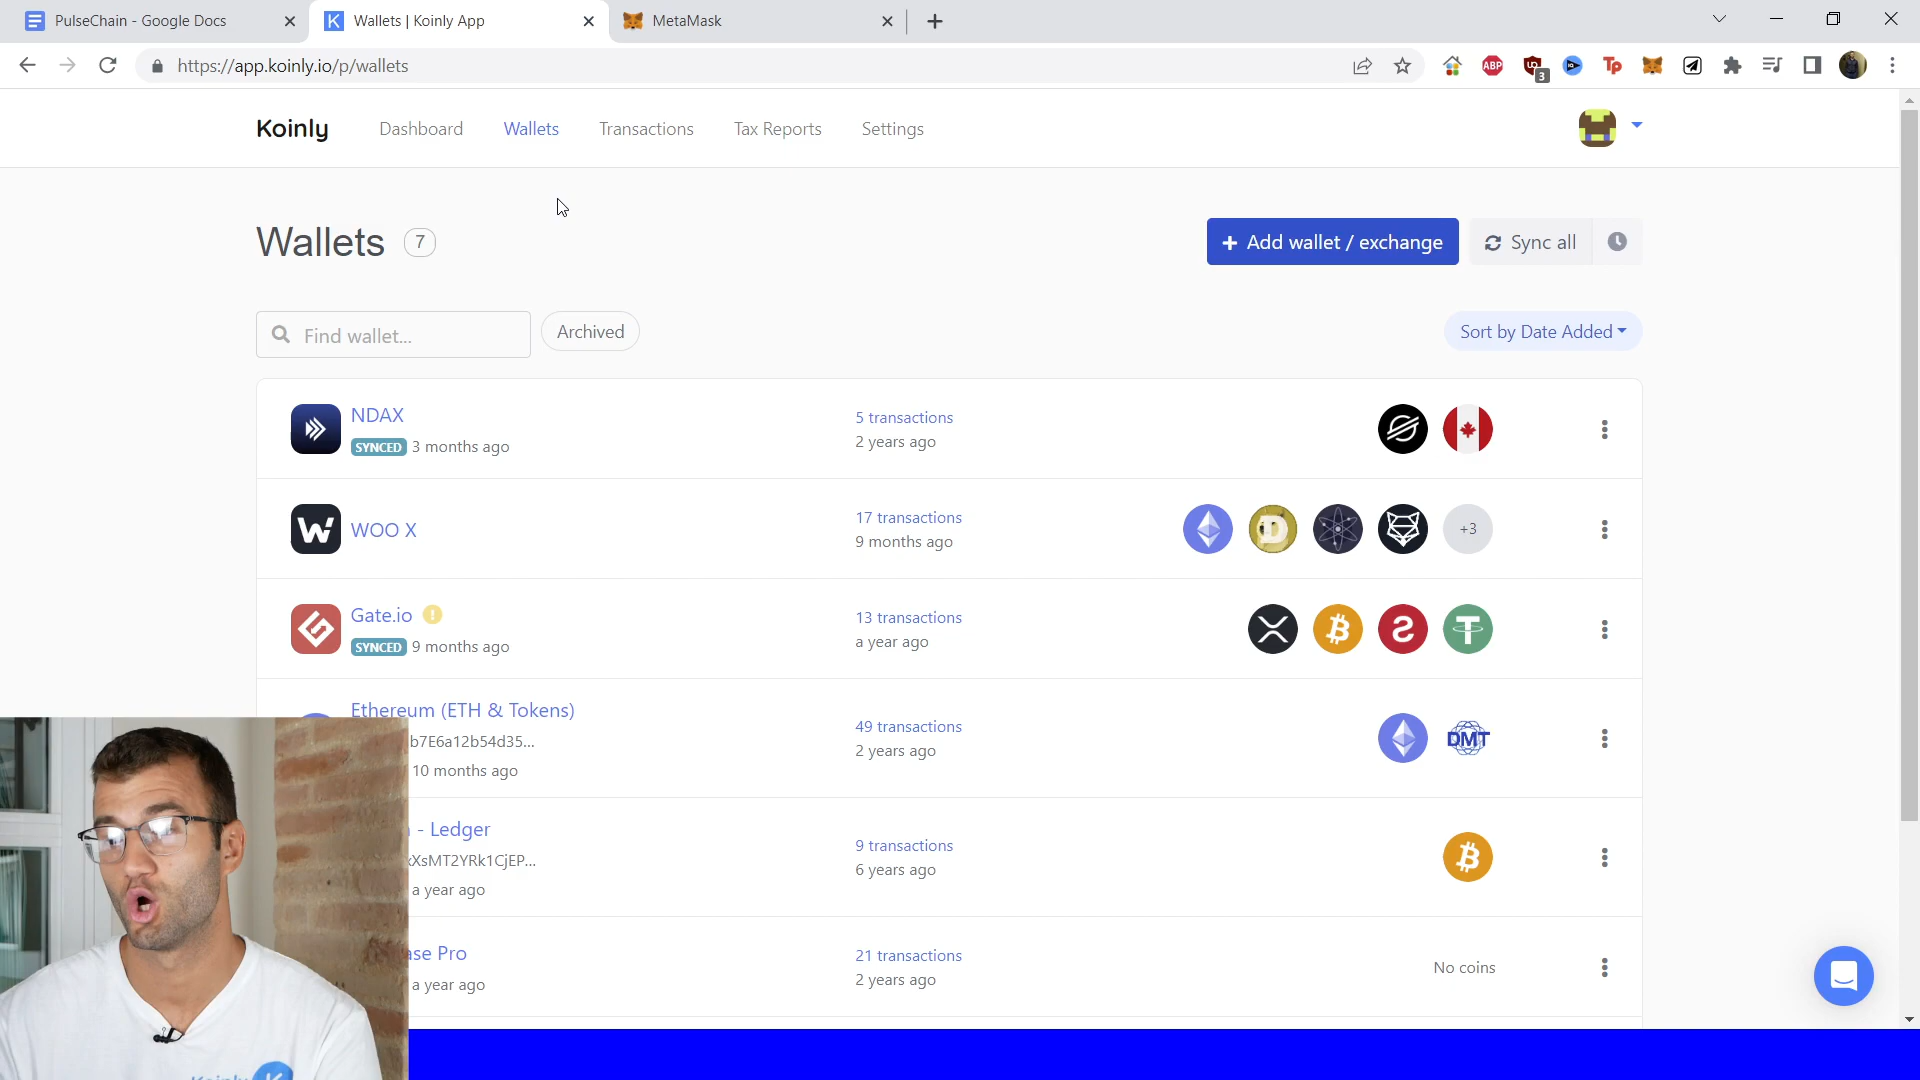 PulseChain - Google Docs
Wallets | Koinly App
MetaMask
https://app.koinly.io/p/wallets
ABP
3
Tp
Koinly
Dashboard
Wallets
Transactions
Tax Reports
Settings
Wallets 7
+ Add wallet / exchange
Sync all
Find wallet...
Archived
Sort by Date Added
NDAX
SYNCED 3 months ago
5 transactions
2 years ago
WOO X
17 transactions
9 months ago
+3
Gate.io
SYNCED 9 months ago
13 transactions
a year ago
Ethereum (ETH & Tokens)
b7E6a12b54d35...
10 months ago
49 transactions
2 years ago
DMT
- Ledger
XsMT2YRk1CjEP...
a year ago
9 transactions
6 years ago
ase Pro
a year ago
21 transactions
2 years ago
No coins